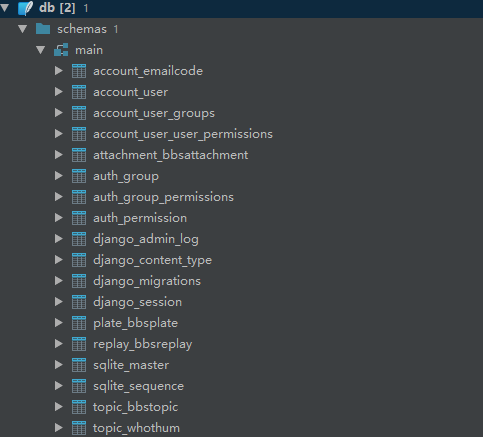 db [2] 1
schemas 1
main
account_emailcode
account_user
account_user_groups
account_user_user_permissions
attachment_bbsattachment
auth_group
auth_group_permissions
auth_permission
django_admin_log
django_content_type
django_migrations
django_session
plate_bbsplate
replay_bbsreplay
sqlite_master
sqlite_sequence
topic_bbstopic
topic_whothum